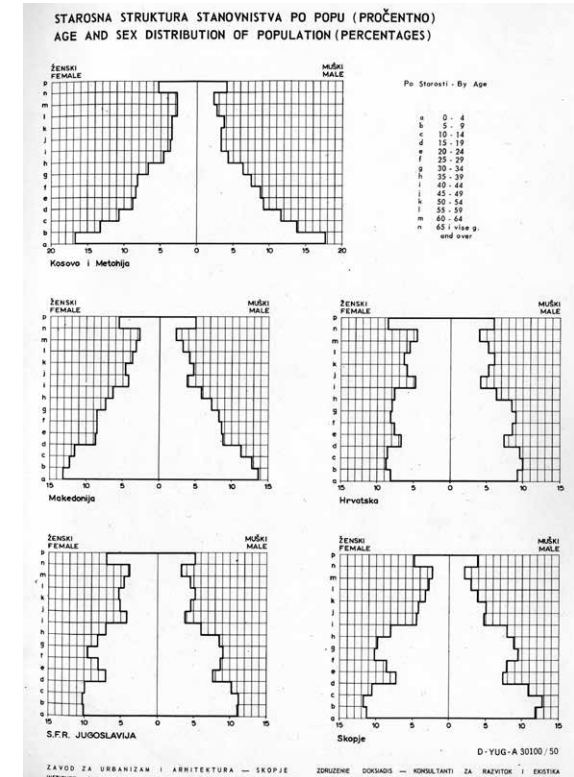 STAROSNA STRUKTURA STANOVNISTVA PO POPU (PROČENTNO)
AGE AND SEX DISTRIBUTION OF POPULATION (PERCENTAGES)
ŽENSKI
FEMALE
MUŠKI
MALE
p
n
m
l
k
j
i
h
g
f
e
d
c
b
a
20 15 10 5 0 5 10 15 20
Kosovo i Metohija
Po Starosti - By Age
a 0 - 4
b 5 - 9
c 10 - 14
d 15 - 19
e 20 - 24
f 25 - 29
g 30 - 34
h 35 - 39
i 40 - 44
j 45 - 49
k 50 - 54
l 55 - 59
m 60 - 64
n 65 i vise g.
and over
ŽENSKI
FEMALE
MUŠKI
MALE
p
n
m
l
k
j
i
h
g
f
e
d
c
b
a
15 10 5 0 5 10 15
Makedonija
ŽENSKI
FEMALE
MUŠKI
MALE
p
n
m
l
k
j
i
h
g
f
e
d
c
b
a
15 10 5 0 5 10 15
Hrvatska
ŽENSKI
FEMALE
MUŠKI
MALE
p
n
m
l
k
j
i
h
g
f
e
d
c
b
a
15 10 5 0 5 10 15
S.F.R. JUGOSLAVIJA
ŽENSKI
FEMALE
MUŠKI
MALE
p
n
m
l
k
j
i
h
g
f
e
d
c
b
a
15 10 5 0 5 10 15
Skopje
D-YUG-A 30100/50
ZAVOD ZA URBANIZAM I ARHITEKTURA — SKOPJE
ZDRUZENIE DOKSIADIS — KONSULTANTI ZA RAZVITOK I EKISTIKA